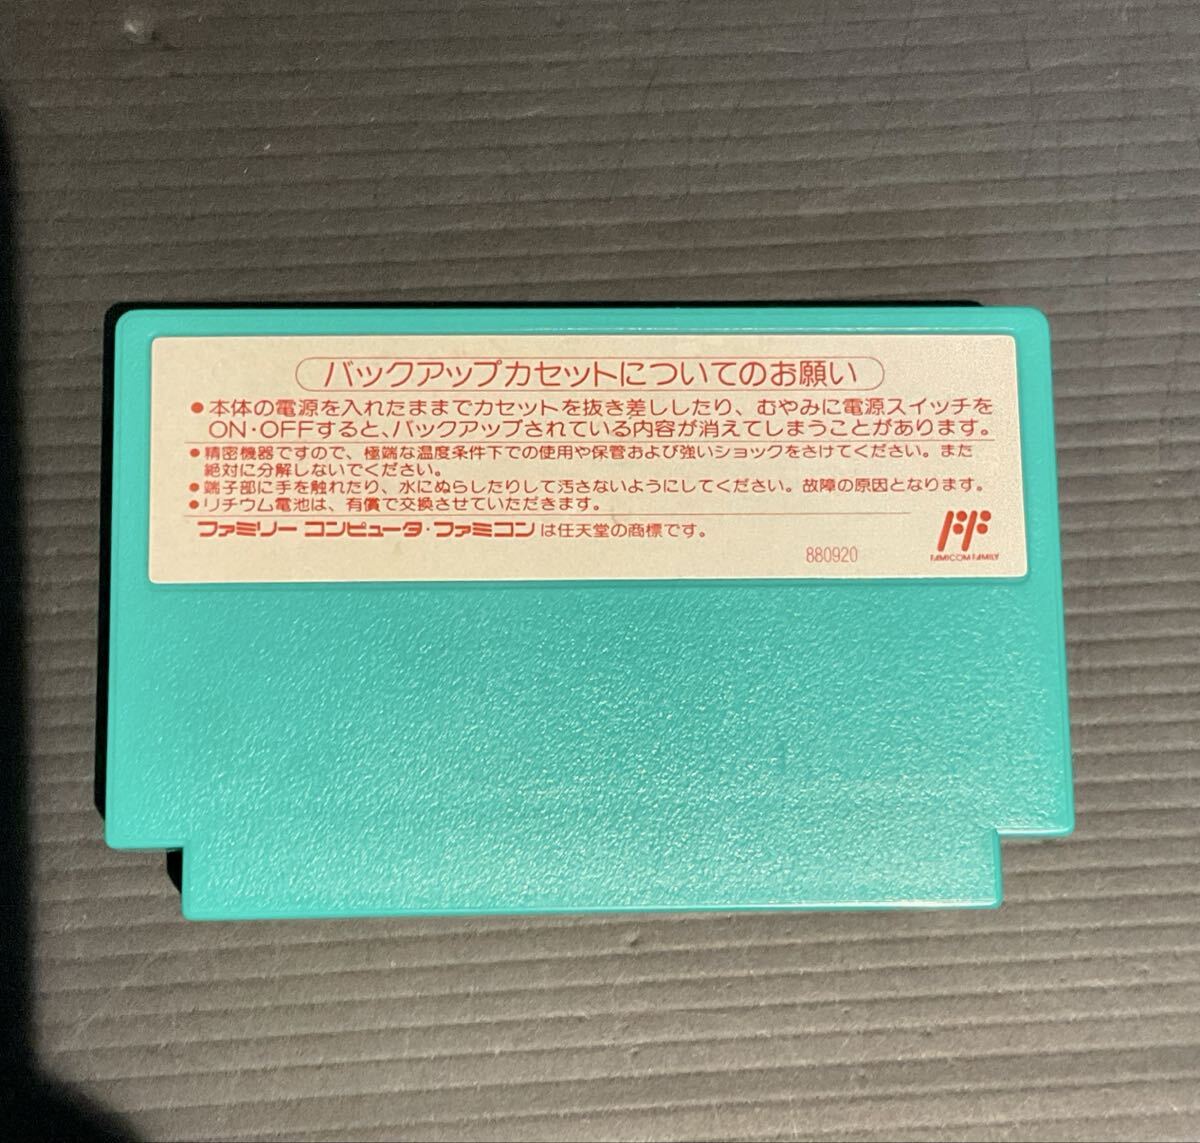 バックアップカセットについてのお願い
●本体の電源を入れたままでカセットを抜き差ししたり、むやみに電源スイッチを
ON・OFFすると、バックアップされている内容が消えてしまうことがあります。
●精密機器ですので、極端な温度条件下での使用や保管および強いショックをさけてください。また
絶対に分解しないでください。
●端子部に手を触れたり、水にぬらしたりして汚さないようにしてください。故障の原因となります。
●リチウム電池は、有償で交換させていただきます。
ファミリー コンピュータ・ファミコンは任天堂の商標です。
880920
FAMICOM FAMILY